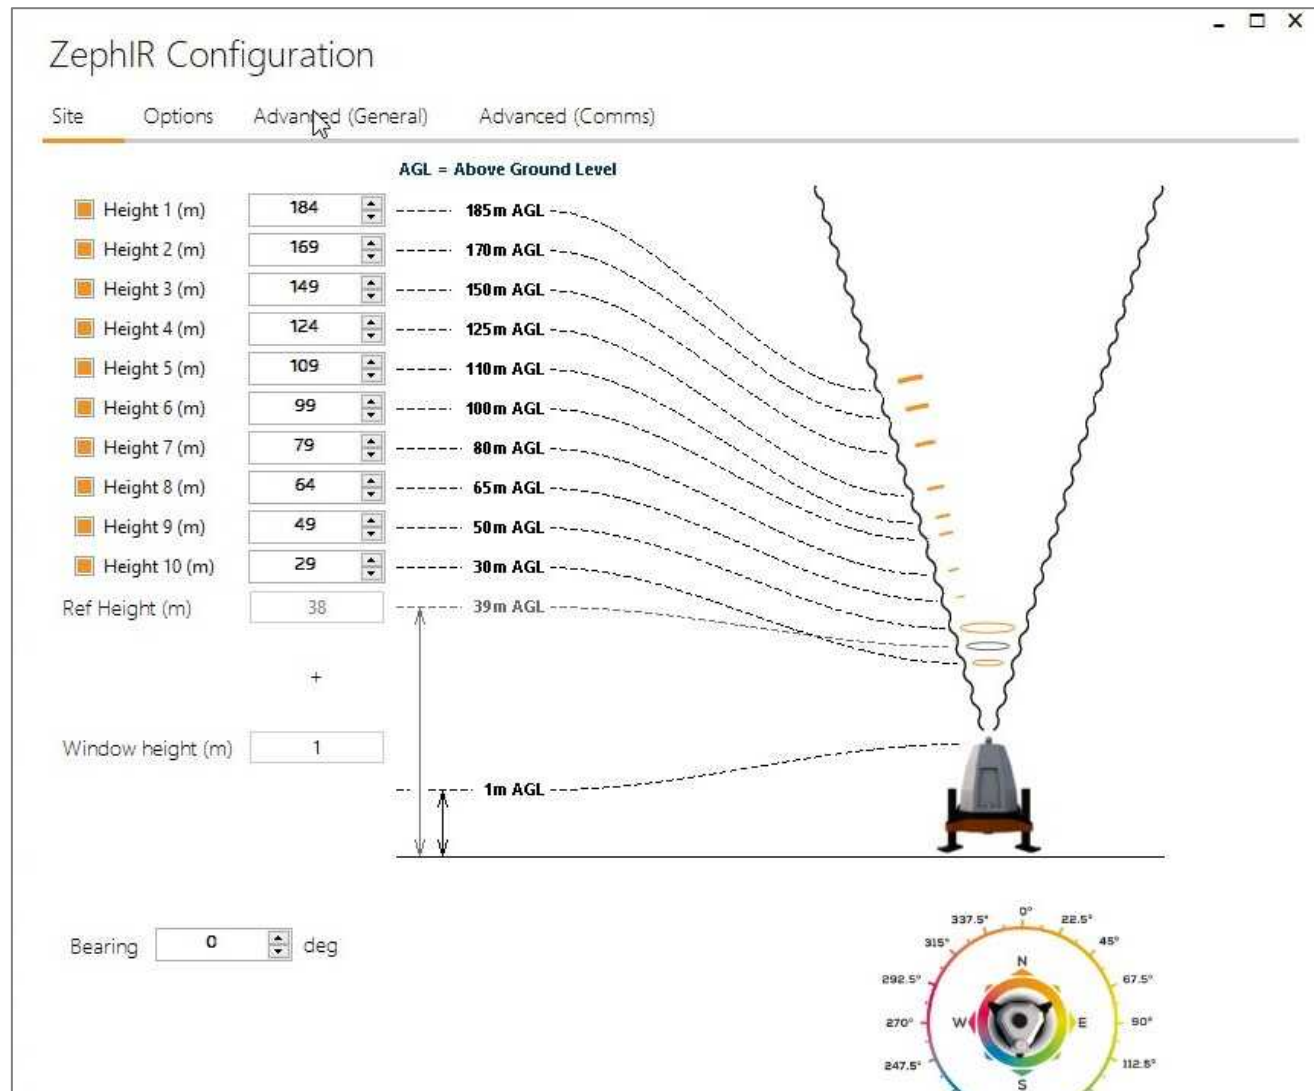 ZephIR Configuration
Site Options Advanced (General) Advanced (Comms)
AGL = Above Ground Level
Height 1 (m) 184 185m AGL
Height 2 (m) 169 170m AGL
Height 3 (m) 149 150m AGL
Height 4 (m) 124 125m AGL
Height 5 (m) 109 110m AGL
Height 6 (m) 99 100m AGL
Height 7 (m) 79 80m AGL
Height 8 (m) 64 65m AGL
Height 9 (m) 49 50m AGL
Height 10 (m) 29 30m AGL
Ref Height (m) 38 39m AGL
+
Window height (m) 1
1m AGL
Bearing 0 deg
0°
337.5° 22.5°
315° 45°
N
292.5° 67.5°
270° W E 90°
247.5° 112.5°
S